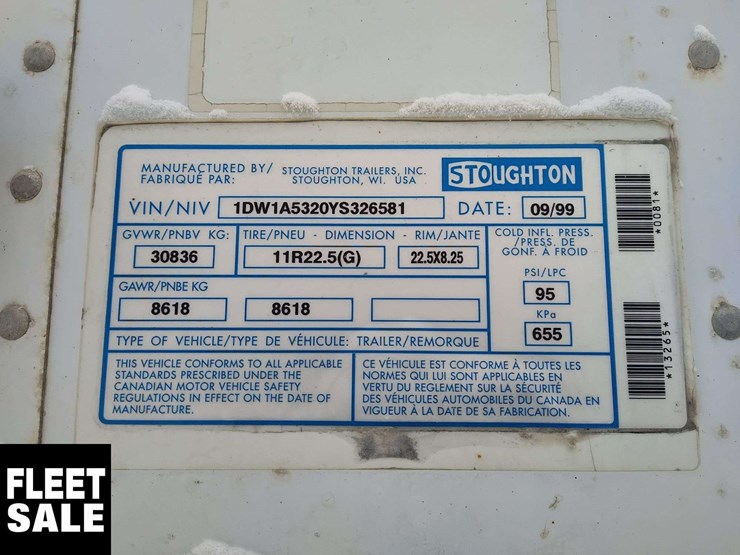 MANUFACTURED BY/
FABRIQUÉ PAR:
STOUGHTON TRAILERS, INC.
STOUGHTON, WI. USA
STOUGHTON
VIN/NIV 1DW1A5320YS326581 DATE: 09/99
GVWR/PNBV KG:
30836
TIRE/PNEU - DIMENSION - RIM/JANTE
11R22.5(G) 22.5X8.25
COLD INFL. PRESS.
/PRESS. DE
GONF. À FROID
PSI/LPC
95
KPa
655
GAWR/PNBE KG
8618 8618
TYPE OF VEHICLE/TYPE DE VÉHICULE: TRAILER/REMORQUE
THIS VEHICLE CONFORMS TO ALL APPLICABLE
STANDARDS PRESCRIBED UNDER THE
CANADIAN MOTOR VEHICLE SAFETY
REGULATIONS IN EFFECT ON THE DATE OF
MANUFACTURE.
CE VÉHICULE EST CONFORME À TOUTES LES
NORMES QUI LUI SONT APPLICABLES EN
VERTU DU REGLEMENT SUR LA SÉCURITÉ
DES VÉHICULES AUTOMOBILES DU CANADA EN
VIGUEUR À LA DATE DE SA FABRICATION.
*0081*
*13265*
FLEET
SALE